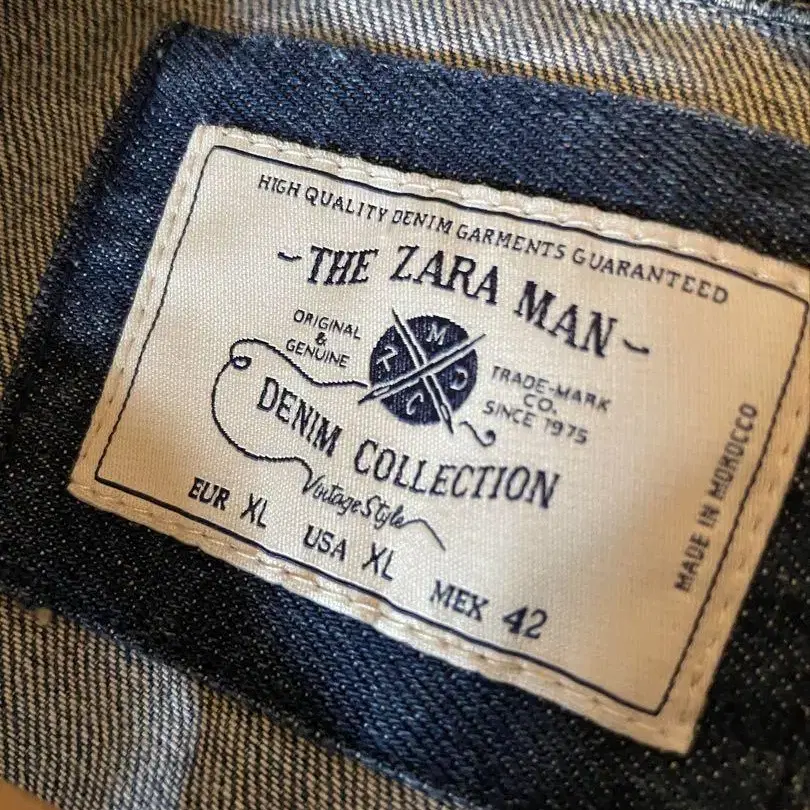 HIGH QUALITY DENIM GARMENTS GUARANTEED
~THE ZARA MAN~
ORIGINAL
&
GENUINE
M
Z D
C
TRADE-MARK
CO.
SINCE 1975
DENIM COLLECTION
Vintage Style
EUR XL USA XL MEX 42
MADE IN MOROCCO